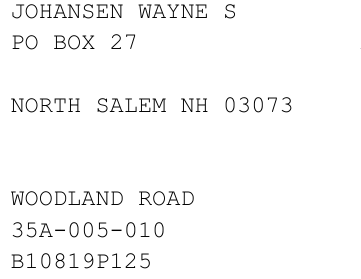 JOHANSEN WAYNE S
PO BOX 27
NORTH SALEM NH 03073
WOODLAND ROAD
35A-005-010
B10819P125